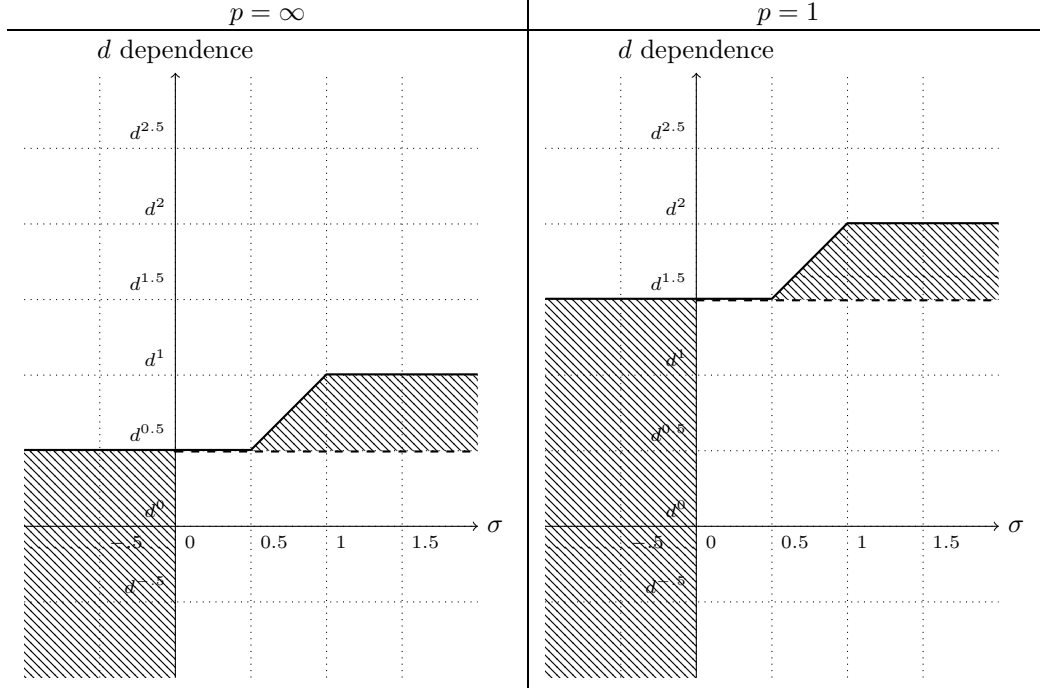 p = ∞
d dependence
d^{2.5}
d^2
d^{1.5}
d^1
d^{0.5}
d^0
σ
−.5 0 0.5 1 1.5
d^{−.5}
p = 1
d dependence
d^{2.5}
d^2
d^{1.5}
d^1
d^{0.5}
d^0
σ
−.5 0 0.5 1 1.5
d^{−.5}